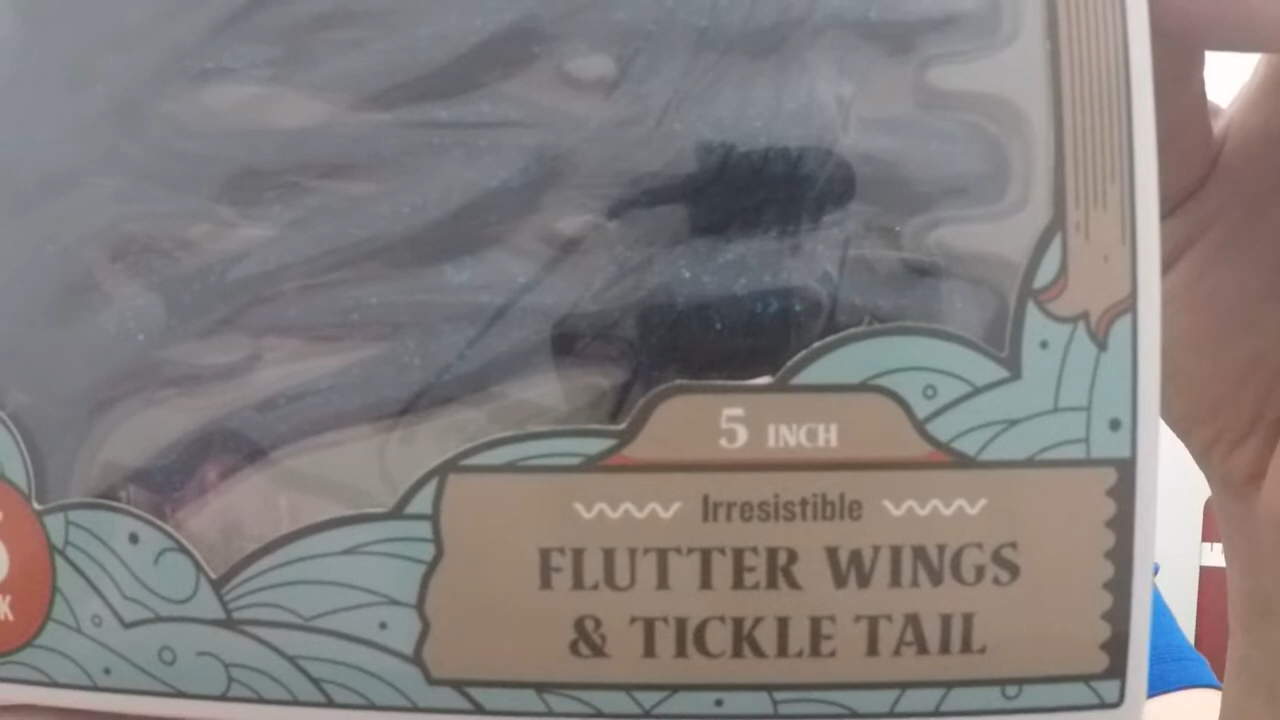 5 INCH
Irresistible
FLUTTER WINGS
& TICKLE TAIL
K